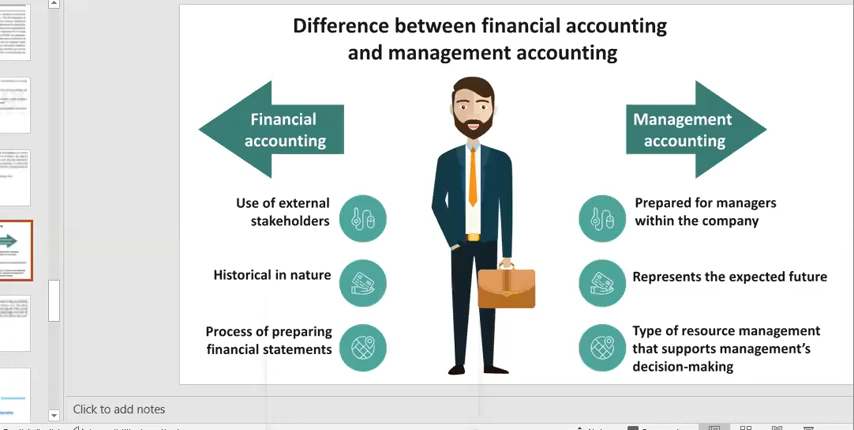 Difference between financial accounting
and management accounting
Financial
accounting
Management
accounting
Use of external
stakeholders
Historical in nature
Process of preparing
financial statements
Prepared for managers
within the company
Represents the expected future
Type of resource management
that supports management's
decision-making
Click to add notes